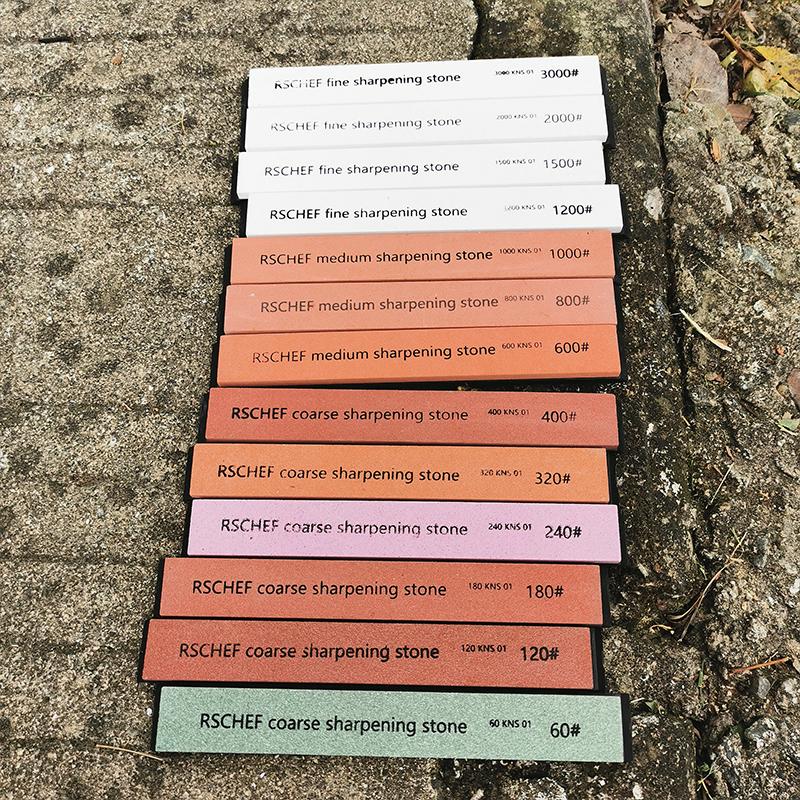 RSCHEF fine sharpening stone 3000 KNS 01 3000#
RSCHEF fine sharpening stone 2000 KNS 01 2000#
RSCHEF fine sharpening stone 1500 KNS 01 1500#
RSCHEF fine sharpening stone 1200 KNS 01 1200#
RSCHEF medium sharpening stone 1000 KNS 01 1000#
RSCHEF medium sharpening stone 800 KNS 01 800#
RSCHEF medium sharpening stone 600 KNS 01 600#
RSCHEF coarse sharpening stone 400 KNS 01 400#
RSCHEF coarse sharpening stone 320 KNS 01 320#
RSCHEF coarse sharpening stone 240 KNS 01 240#
RSCHEF coarse sharpening stone 180 KNS 01 180#
RSCHEF coarse sharpening stone 120 KNS 01 120#
RSCHEF coarse sharpening stone 60 KNS 01 60#